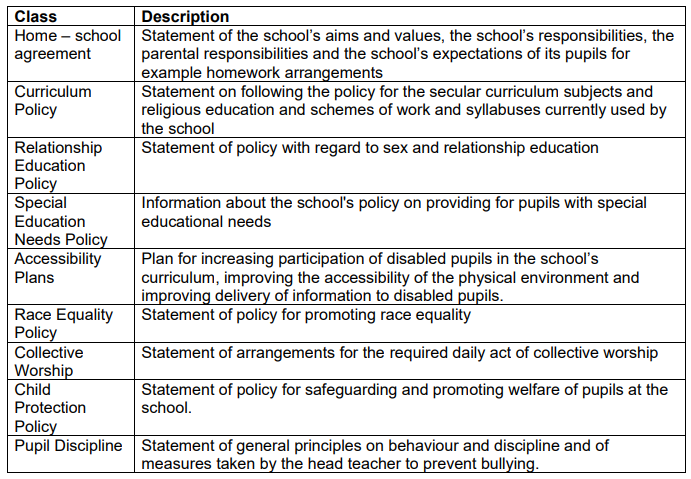 Class Description
Home – school Statement of the school's aims and values, the school's responsibilities, the
agreement parental responsibilities and the school's expectations of its pupils for
example homework arrangements
Curriculum Statement on following the policy for the secular curriculum subjects and
Policy religious education and schemes of work and syllabuses currently used by
the school
Relationship Statement of policy with regard to sex and relationship education
Education
Policy
Special Information about the school's policy on providing for pupils with special
Education educational needs
Needs Policy
Accessibility Plan for increasing participation of disabled pupils in the school's
Plans curriculum, improving the accessibility of the physical environment and
improving delivery of information to disabled pupils.
Race Equality Statement of policy for promoting race equality
Policy
Collective Statement of arrangements for the required daily act of collective worship
Worship
Child Statement of policy for safeguarding and promoting welfare of pupils at the
Protection school.
Policy
Pupil Discipline Statement of general principles on behaviour and discipline and of
measures taken by the head teacher to prevent bullying.